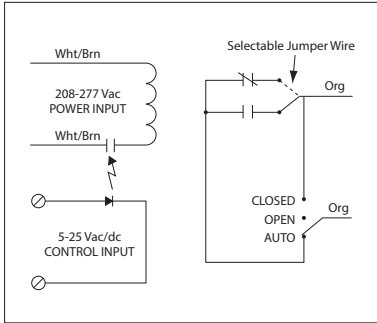 Wht/Brn
208-277 Vac
POWER INPUT
Wht/Brn
5-25 Vac/dc
CONTROL INPUT
Selectable Jumper Wire
Org
CLOSED
OPEN
AUTO
Org